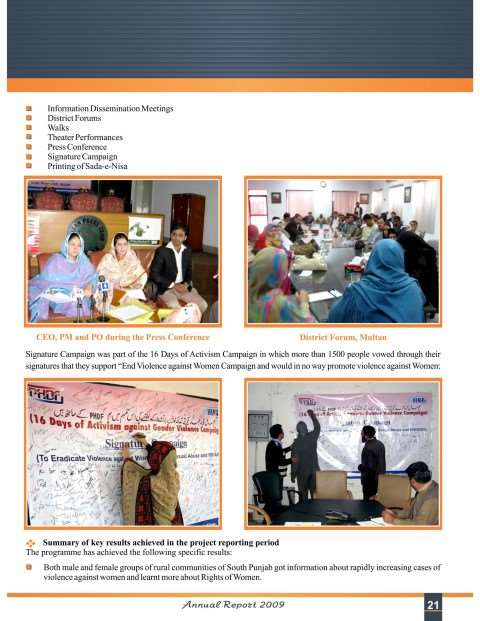 Information Dissemination Meetings
District Forums
Walks
Theater Performances
Press Conference
Signature Campaign
Printing of Sada-e-Nisa
CEO, PM and PO during the Press Conference
District Forum, Multan
Signature Campaign was part of the 16 Days of Activism Campaign in which more than 1500 people vowed through their
signatures that they support “End Violence against Women Campaign and would in no way promote violence against Women:
PHDF
(16 Days of Activism against Gender Violence Campaign)
Signature Campaign
(To Eradicate Violence against
Summary of key results achieved in the project reporting period
The programme has achieved the following specific results:
Both male and female groups of rural communities of South Punjab got information about rapidly increasing cases of
violence against women and learnt more about Rights of Women.
Annual Report 2009
21